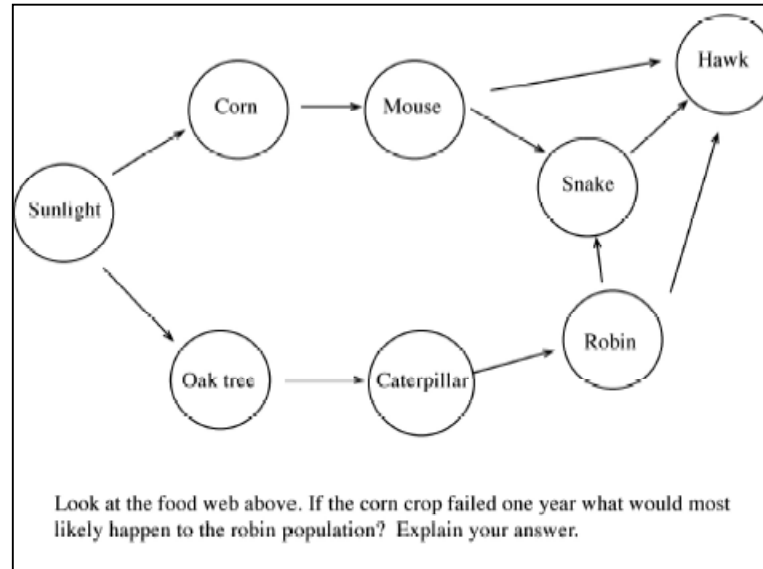 Hawk
Corn
Mouse
Snake
Sunlight
Robin
Oak tree
Caterpillar
Look at the food web above. If the corn crop failed one year what would most
likely happen to the robin population? Explain your answer.